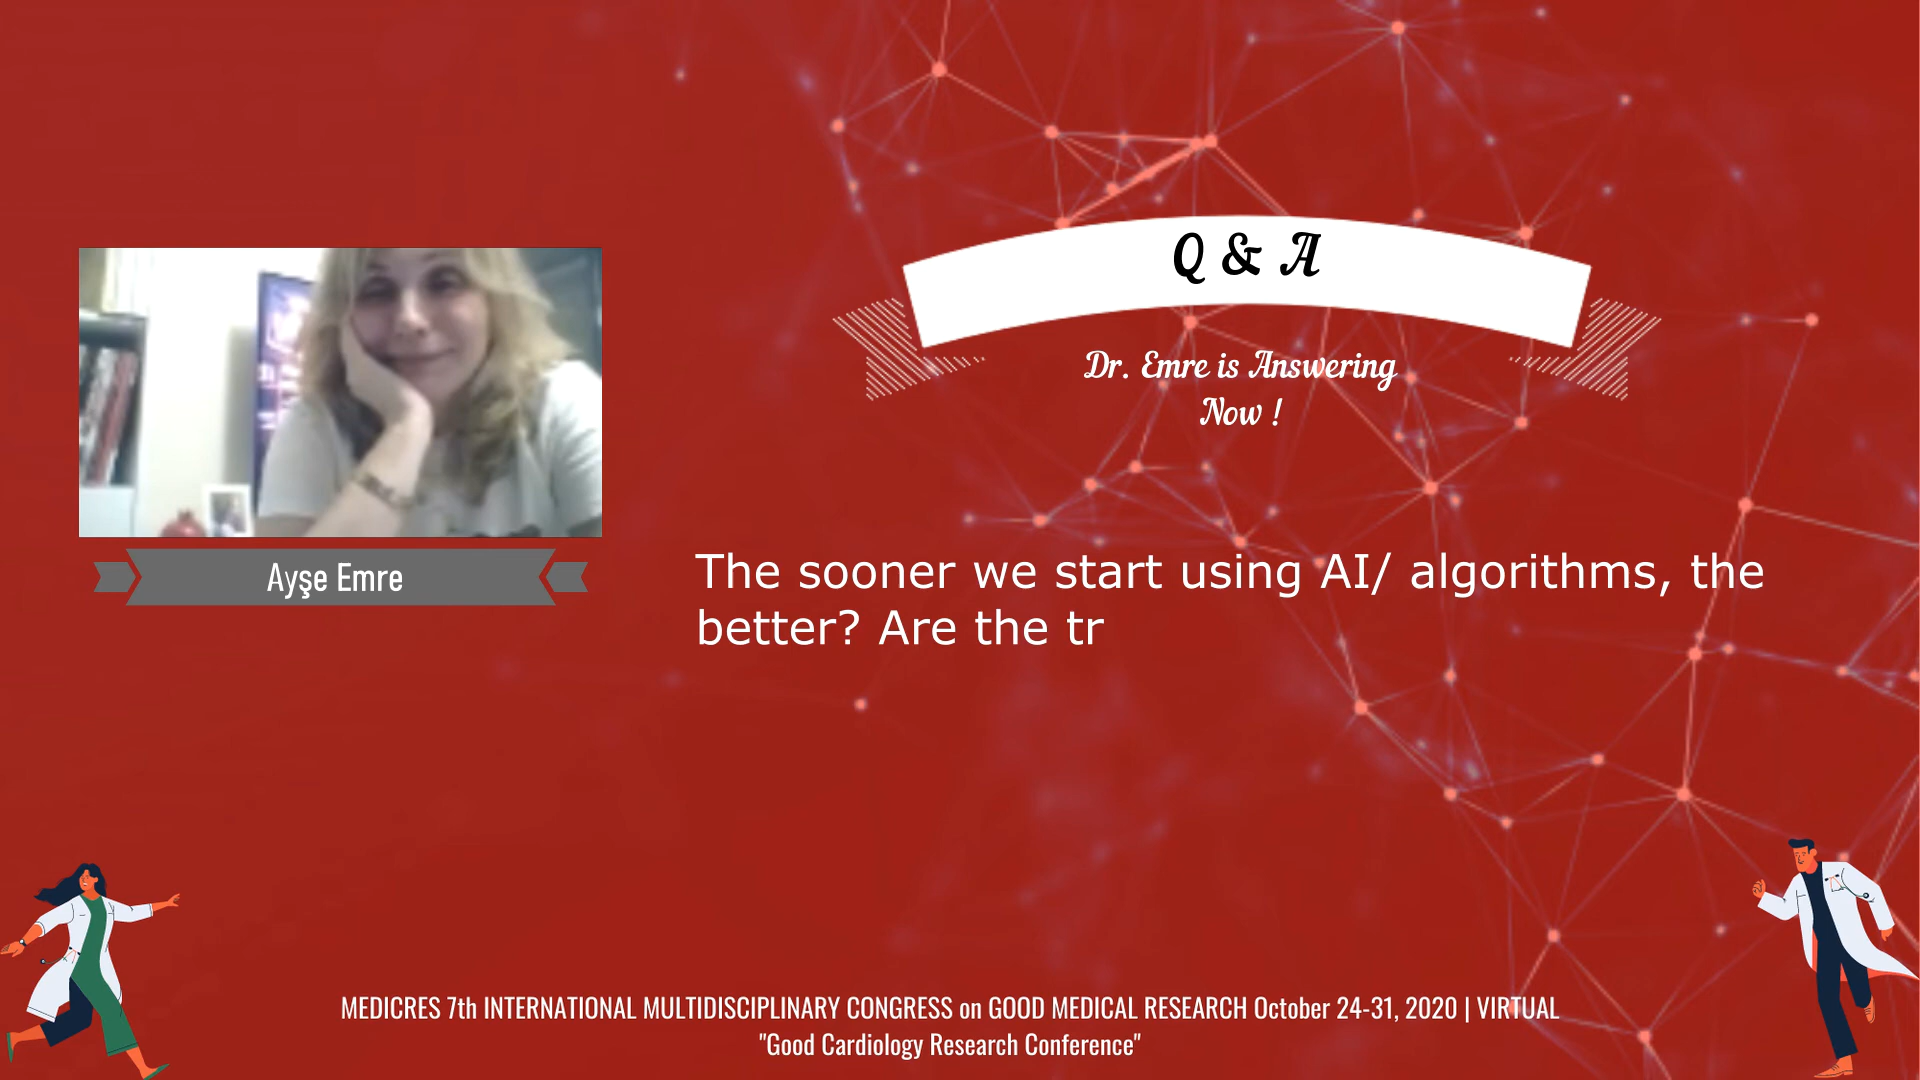 Q & A
Dr. Emre is Answering
Now !
Ayşe Emre
The sooner we start using AI/ algorithms, the
better? Are the tr
MEDICRES 7th INTERNATIONAL MULTIDISCIPLINARY CONGRESS on GOOD MEDICAL RESEARCH October 24-31, 2020 | VIRTUAL
"Good Cardiology Research Conference"